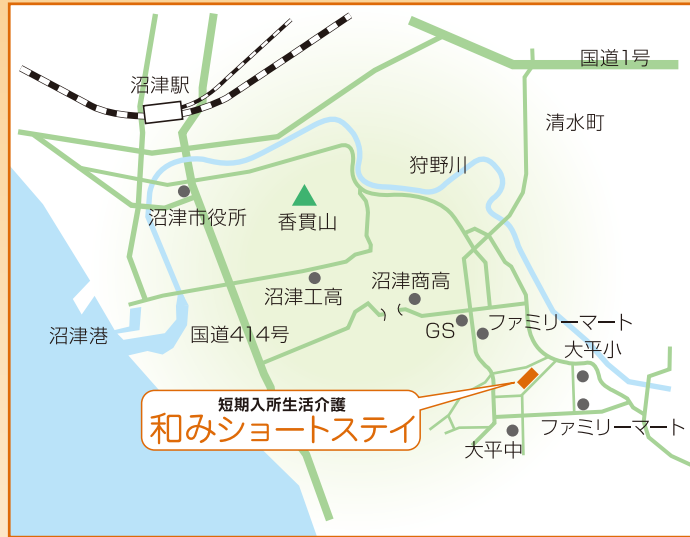 国道1号
沼津駅
清水町
狩野川
沼津市役所
香貫山
沼津商高
沼津工高
ファミリーマート
沼津港
国道414号
GS
大平小
短期入所生活介護
和みショートステイ
ファミリーマート
大平中